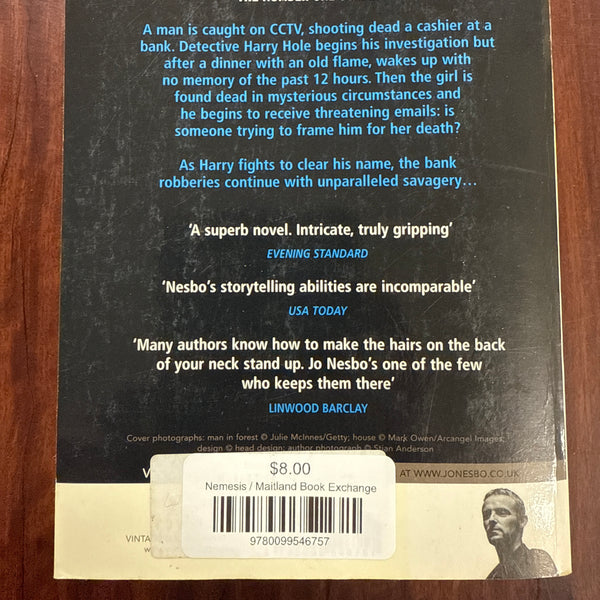 A man is caught on CCTV, shooting dead a cashier at a
bank. Detective Harry Hole begins his investigation but
after a dinner with an old flame, wakes up with
no memory of the past 12 hours. Then the girl is
found dead in mysterious circumstances and
he begins to receive threatening emails: is
someone trying to frame him for her death?
As Harry fights to clear his name, the bank
robberies continue with unparalleled savagery…
'A superb novel. Intricate, truly gripping'
EVENING STANDARD
'Nesbo's storytelling abilities are incomparable'
USA TODAY
'Many authors know how to make the hairs on the back
of your neck stand up. Jo Nesbo's one of the few
who keeps them there'
LINWOOD BARCLAY
Cover photographs: man in forest © Julie McInnes/Getty; house © Mark Owen/Arcangel Images;
design © head design; author photograph © Stian Anderson
V
AT WWW.JONESBO.CO.UK
$8.00
Nemesis / Maitland Book Exchange
9780099546757
VINTA
w